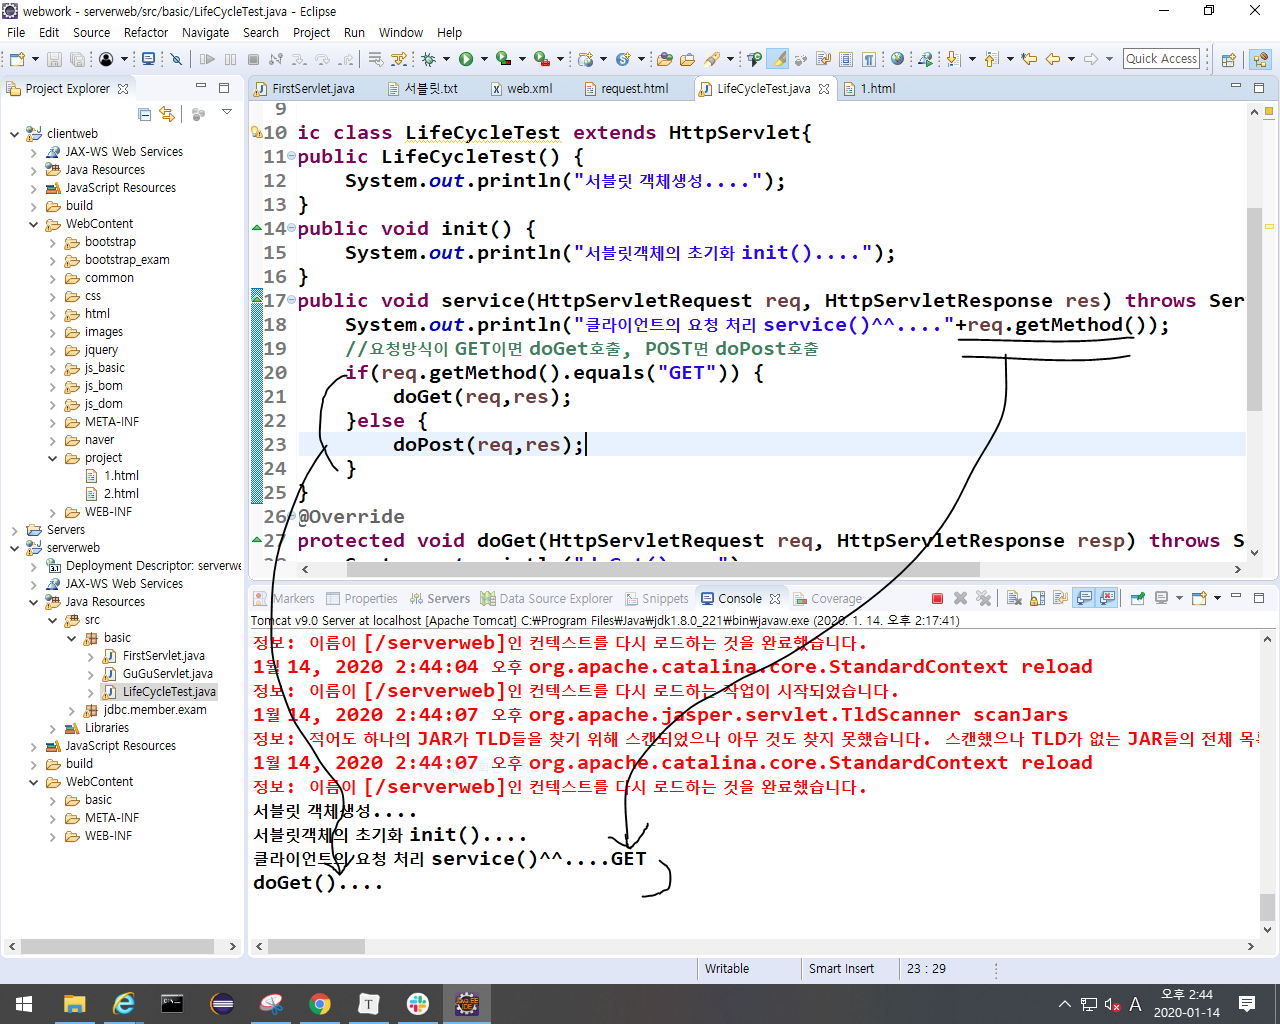 webwork - serverweb/src/basic/LifeCycleTest.java - Eclipse
File Edit Source Refactor Navigate Search Project Run Window Help
Quick Access
Project Explorer
FirstServlet.java 서블릿.txt web.xml request.html LifeCycleTest.java 1.html
clientweb
JAX-WS Web Services
Java Resources
JavaScript Resources
build
WebContent
bootstrap
bootstrap_exam
common
css
html
images
jquery
js_basic
js_bom
js_dom
META-INF
naver
project
1.html
2.html
WEB-INF
Servers
serverweb
Deployment Descriptor: serverwe
JAX-WS Web Services
Java Resources
src
basic
FirstServlet.java
GuGuServlet.java
LifeCycleTest.java
jdbc.member.exam
Libraries
JavaScript Resources
build
WebContent
basic
META-INF
WEB-INF
9
10 ic class LifeCycleTest extends HttpServlet{
11 public LifeCycleTest() {
12 System.out.println("서블릿 객체생성....");
13 }
14 public void init() {
15 System.out.println("서블릿객체의 초기화 init()....");
16 }
17 public void service(HttpServletRequest req, HttpServletResponse res) throws Ser
18 System.out.println("클라이언트의 요청 처리 service()^^...."+req.getMethod());
19 //요청방식이 GET이면 doGet호출, POST면 doPost호출
20 if(req.getMethod().equals("GET")) {
21 doGet(req,res);
22 }else {
23 doPost(req,res);
24 }
25 }
26 @Override
27 protected void doGet(HttpServletRequest req, HttpServletResponse resp) throws S
Markers Properties Servers Data Source Explorer Snippets Console Coverage
Tomcat v9.0 Server at localhost [Apache Tomcat] C:₩Program Files₩Java₩jdk1.8.0_221₩bin₩javaw.exe (2020. 1. 14. 오후 2:17:41)
정보: 이름이 [/serverweb]인 컨텍스트를 다시 로드하는 것을 완료했습니다.
1월 14, 2020 2:44:04 오후 org.apache.catalina.core.StandardContext reload
정보: 이름이 [/serverweb]인 컨텍스트를 다시 로드하는 작업이 시작되었습니다.
1월 14, 2020 2:44:07 오후 org.apache.jasper.servlet.TldScanner scanJars
정보: 적어도 하나의 JAR가 TLD들을 찾기 위해 스캔되었으나 아무 것도 찾지 못했습니다. 스캔했으나 TLD가 없는 JAR들의 전체 목록
1월 14, 2020 2:44:07 오후 org.apache.catalina.core.StandardContext reload
정보: 이름이 [/serverweb]인 컨텍스트를 다시 로드하는 것을 완료했습니다.
서블릿 객체생성....
서블릿객체의 초기화 init()....
클라이언트의 요청 처리 service()^^....GET
doGet()....
Writable Smart Insert 23 : 29
A 오후 2:44
2020-01-14